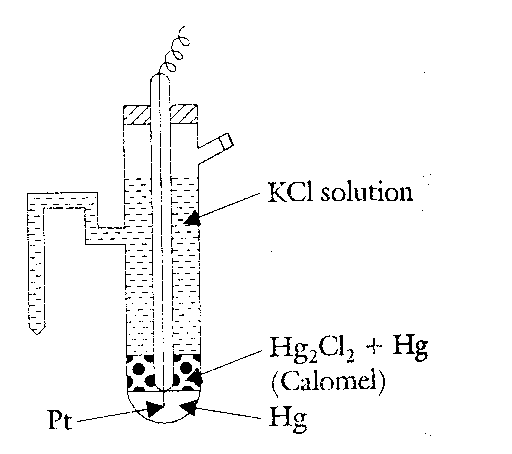 KCl solution
Hg₂Cl₂ + Hg
(Calomel)
Pt
Hg